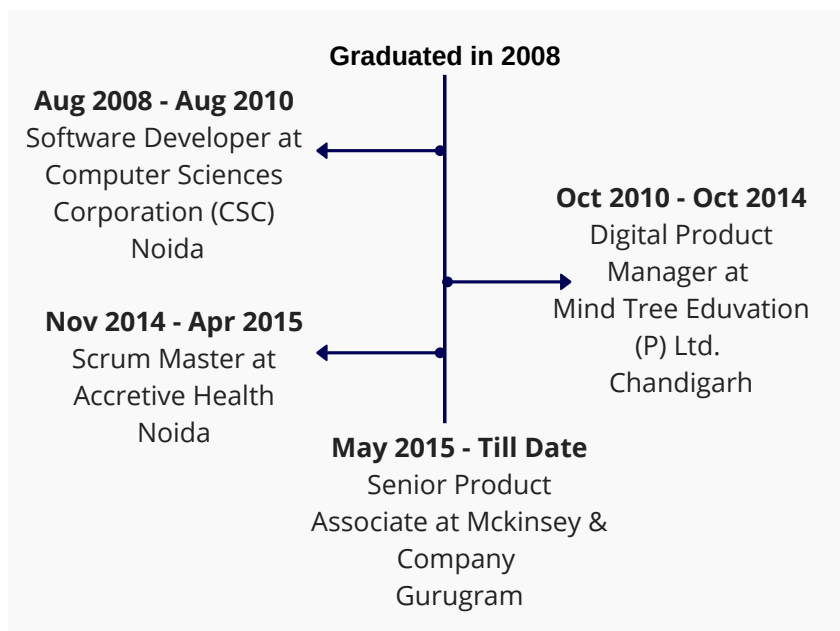 Graduated in 2008
Aug 2008 - Aug 2010
Software Developer at
Computer Sciences
Corporation (CSC)
Noida
Oct 2010 - Oct 2014
Digital Product
Manager at
Mind Tree Eduvation
(P) Ltd.
Chandigarh
Nov 2014 - Apr 2015
Scrum Master at
Accretive Health
Noida
May 2015 - Till Date
Senior Product
Associate at Mckinsey &
Company
Gurugram